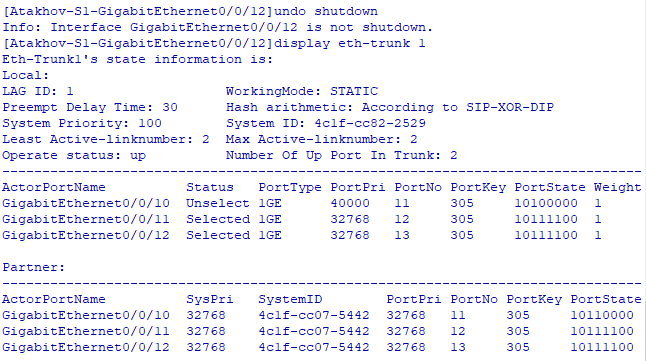 [Atakhov-S1-GigabitEthernet0/0/12]undo shutdown
Info: Interface GigabitEthernet0/0/12 is not shutdown.
[Atakhov-S1-GigabitEthernet0/0/12]display eth-trunk 1
Eth-Trunk1's state information is:
Local:
LAG ID: 1                   WorkingMode: STATIC
Preempt Delay Time: 30      Hash arithmetic: According to SIP-XOR-DIP
System Priority: 100        System ID: 4c1f-cc82-2529
Least Active-linknumber: 2  Max Active-linknumber: 2
Operate status: up          Number Of Up Port In Trunk: 2
--------------------------------------------------------------------------------
ActorPortName          Status   PortType PortPri PortNo PortKey PortState Weight
GigabitEthernet0/0/10  Unselect 1GE      40000   11     305     10100000  1
GigabitEthernet0/0/11  Selected 1GE      32768   12     305     10111100  1
GigabitEthernet0/0/12  Selected 1GE      32768   13     305     10111100  1

Partner:
--------------------------------------------------------------------------------
ActorPortName          SysPri   SystemID        PortPri PortNo PortKey PortState
GigabitEthernet0/0/10  32768    4c1f-cc07-5442  32768   11     305     10110000
GigabitEthernet0/0/11  32768    4c1f-cc07-5442  32768   12     305     10111100
GigabitEthernet0/0/12  32768    4c1f-cc07-5442  32768   13     305     10111100